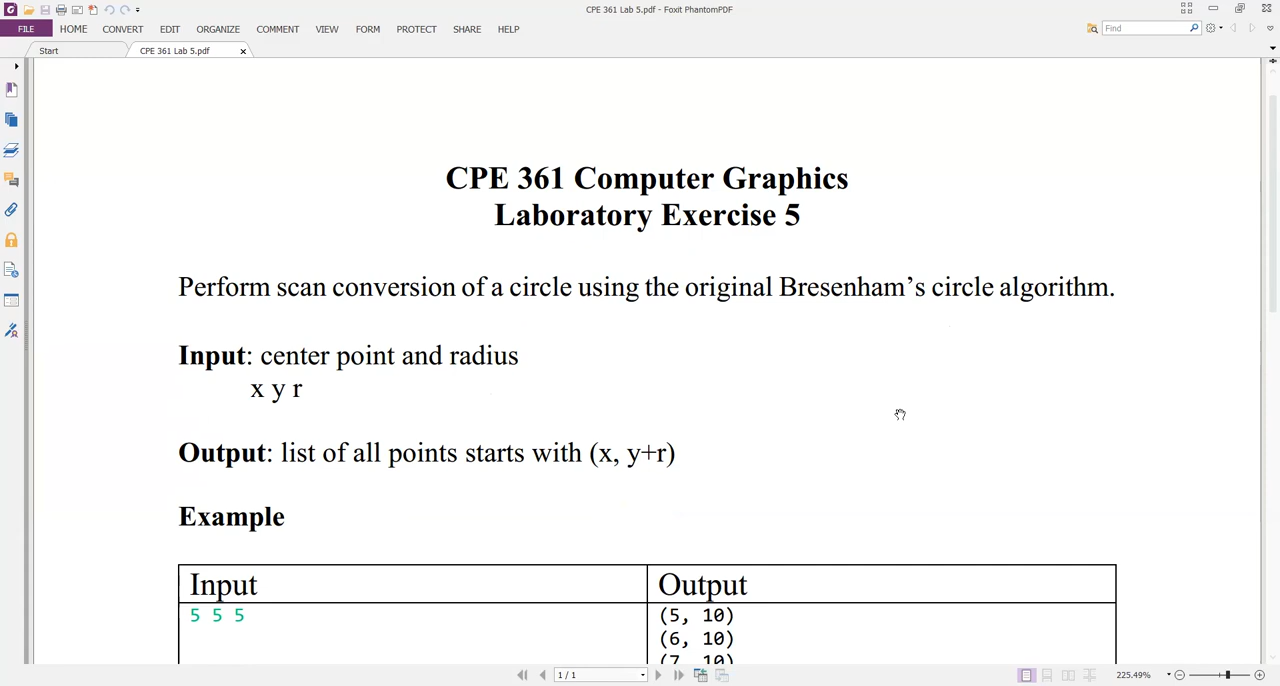 CPE 361 Lab 5.pdf - Foxit PhantomPDF
FILE HOME CONVERT EDIT ORGANIZE COMMENT VIEW FORM PROTECT SHARE HELP
Find
Start CPE 361 Lab 5.pdf
CPE 361 Computer Graphics
Laboratory Exercise 5
Perform scan conversion of a circle using the original Bresenham’s circle algorithm.
Input: center point and radius
x y r
Output: list of all points starts with (x, y+r)
Example
Input Output
5 5 5 (5, 10)
(6, 10)
(7, 10)
1 / 1 225.49%